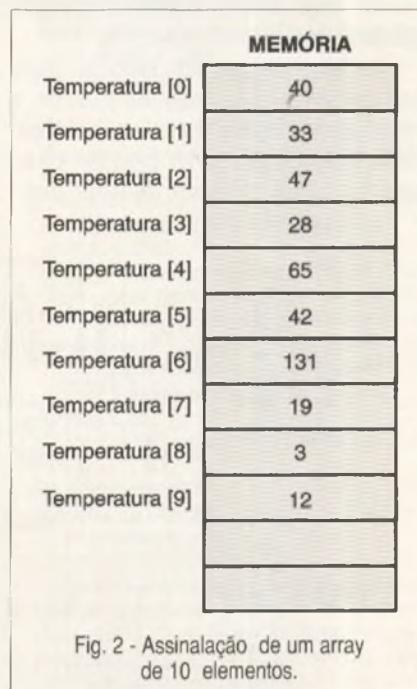 MEMÓRIA
Temperatura [0] 40
Temperatura [1] 33
Temperatura [2] 47
Temperatura [3] 28
Temperatura [4] 65
Temperatura [5] 42
Temperatura [6] 131
Temperatura [7] 19
Temperatura [8] 3
Temperatura [9] 12
Fig. 2 - Assinalação de um array
de 10 elementos.